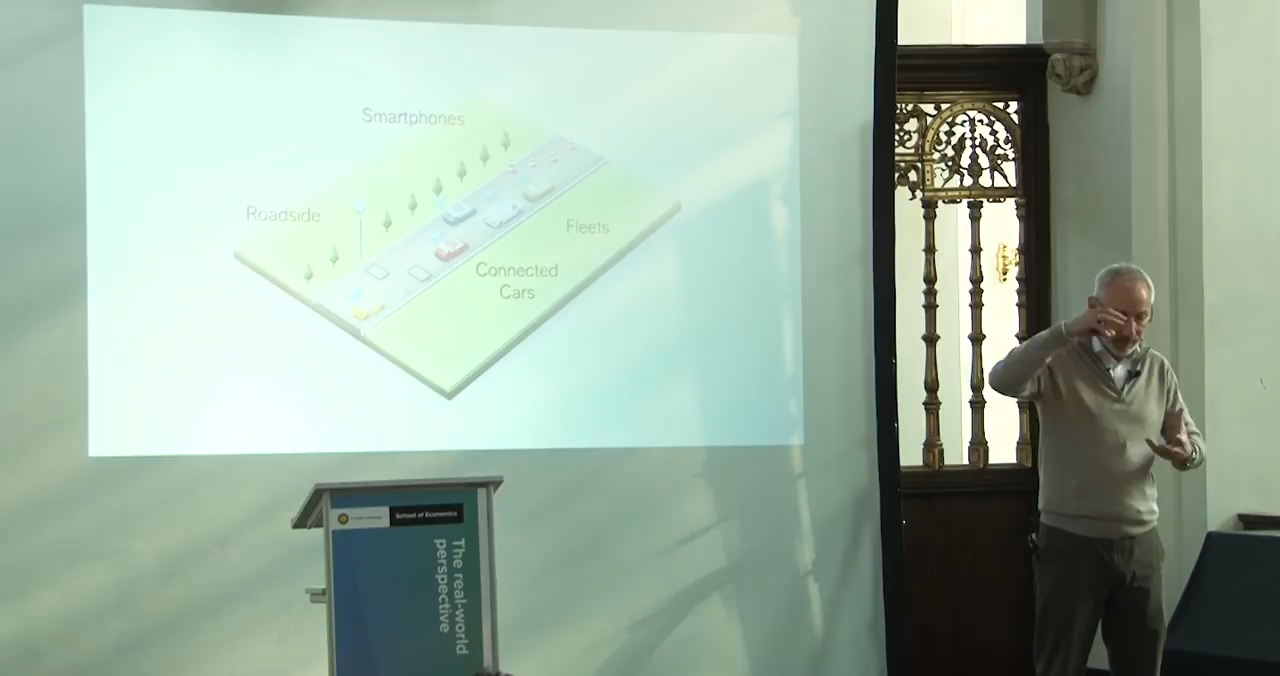 Smartphones
Roadside
Fleets
Connected
Cars
School of Economics
The real-world
perspective